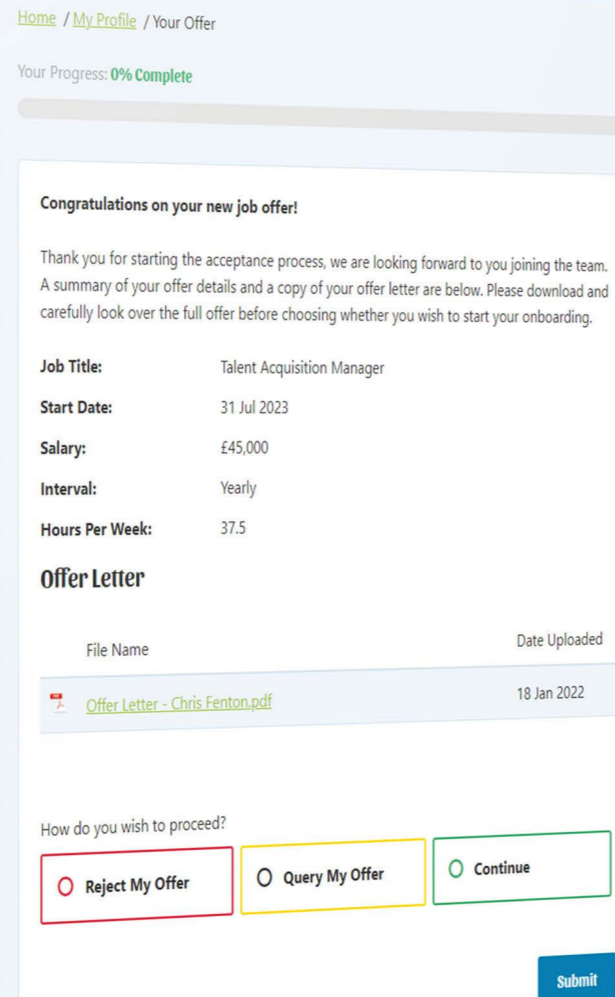 Home / My Profile / Your Offer
Your Progress: 0% Complete
Congratulations on your new job offer!
Thank you for starting the acceptance process, we are looking forward to you joining the team.
A summary of your offer details and a copy of your offer letter are below. Please download and
carefully look over the full offer before choosing whether you wish to start your onboarding.
Job Title: Talent Acquisition Manager
Start Date: 31 Jul 2023
Salary: £45,000
Interval: Yearly
Hours Per Week: 37.5
Offer Letter
File Name Date Uploaded
Offer Letter - Chris Fenton.pdf 18 Jan 2022
How do you wish to proceed?
Reject My Offer Query My Offer Continue
Submit